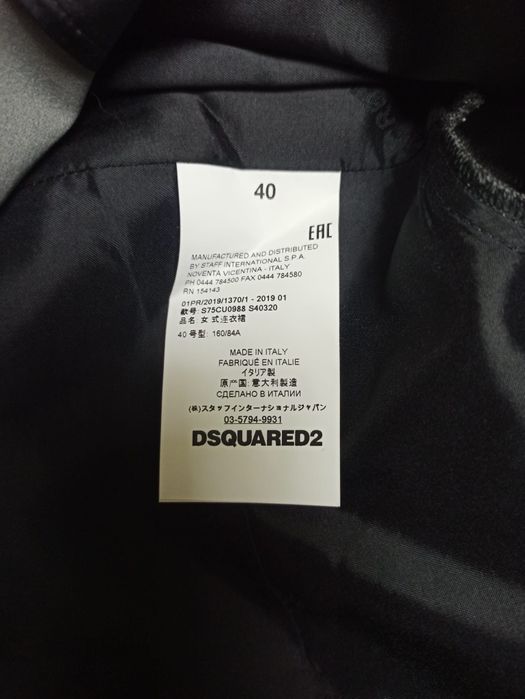 40
EAC
MANUFACTURED AND DISTRIBUTED
BY STAFF INTERNATIONAL S.P.A.
NOVENTA VICENTINA - ITALY
PH 0444 784500 FAX 0444 784580
RN 154143
01PR/2019/1370/1 - 2019 01
款号: S75CU0988 S40320
品名: 女式连衣裙
40 号型: 160/84A
MADE IN ITALY
FABRIQUÉ EN ITALIE
イタリア製
原产国: 意大利製造
СДЕЛАНО В ИТАЛИИ
(株)スタッフインターナショナルジャパン
03-5794-9931
DSQUARED2